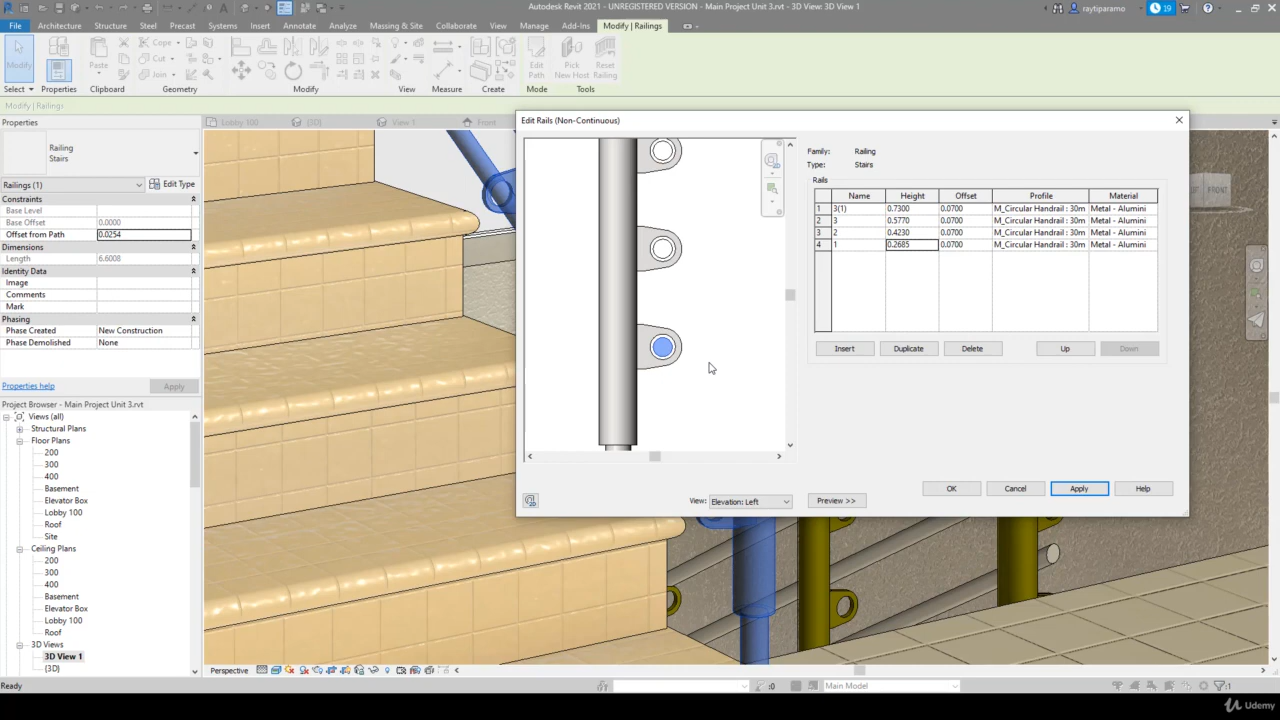 Autodesk Revit 2021 - UNREGISTERED VERSION - Main Project Unit 3.rvt - 3D View: 3D View 1
raytiparamo
19
File
Architecture
Structure
Steel
Precast
Systems
Insert
Annotate
Analyze
Massing & Site
Collaborate
View
Manage
Add-Ins
Modify | Railings
Modify
Paste
Cope
Cut
Join
Edit Path
Pick New Host
Reset Railing
Select
Properties
Clipboard
Geometry
Modify
View
Measure
Create
Mode
Tools
Modify | Railings
Properties
Lobby 100
{3D}
View 1
Front
Railing
Stairs
Railings (1)
Edit Type
Constraints
Base Level
Base Offset 0.0000
Offset from Path 0.0254
Dimensions
Length 6.6008
Identity Data
Image
Comments
Mark
Phasing
Phase Created New Construction
Phase Demolished None
Properties help
Apply
Project Browser - Main Project Unit 3.rvt
Views (all)
Structural Plans
Floor Plans
200
300
400
Basement
Elevator Box
Lobby 100
Roof
Site
Ceiling Plans
200
300
400
Basement
Elevator Box
Lobby 100
Roof
3D Views
3D View 1
{3D}
Edit Rails (Non-Continuous)
Family: Railing
Type: Stairs
Rails
Name Height Offset Profile Material
1 3(1) 0.7300 0.0700 M_Circular Handrail : 30m Metal - Alumini
2 3 0.5770 0.0700 M_Circular Handrail : 30m Metal - Alumini
3 2 0.4230 0.0700 M_Circular Handrail : 30m Metal - Alumini
4 1 0.2685 0.0700 M_Circular Handrail : 30m Metal - Alumini
Insert
Duplicate
Delete
Up
Down
OK
Cancel
Apply
Help
View: Elevation: Left
Preview >>
FRONT
Perspective
Ready
:0
Main Model
:1
Udemy